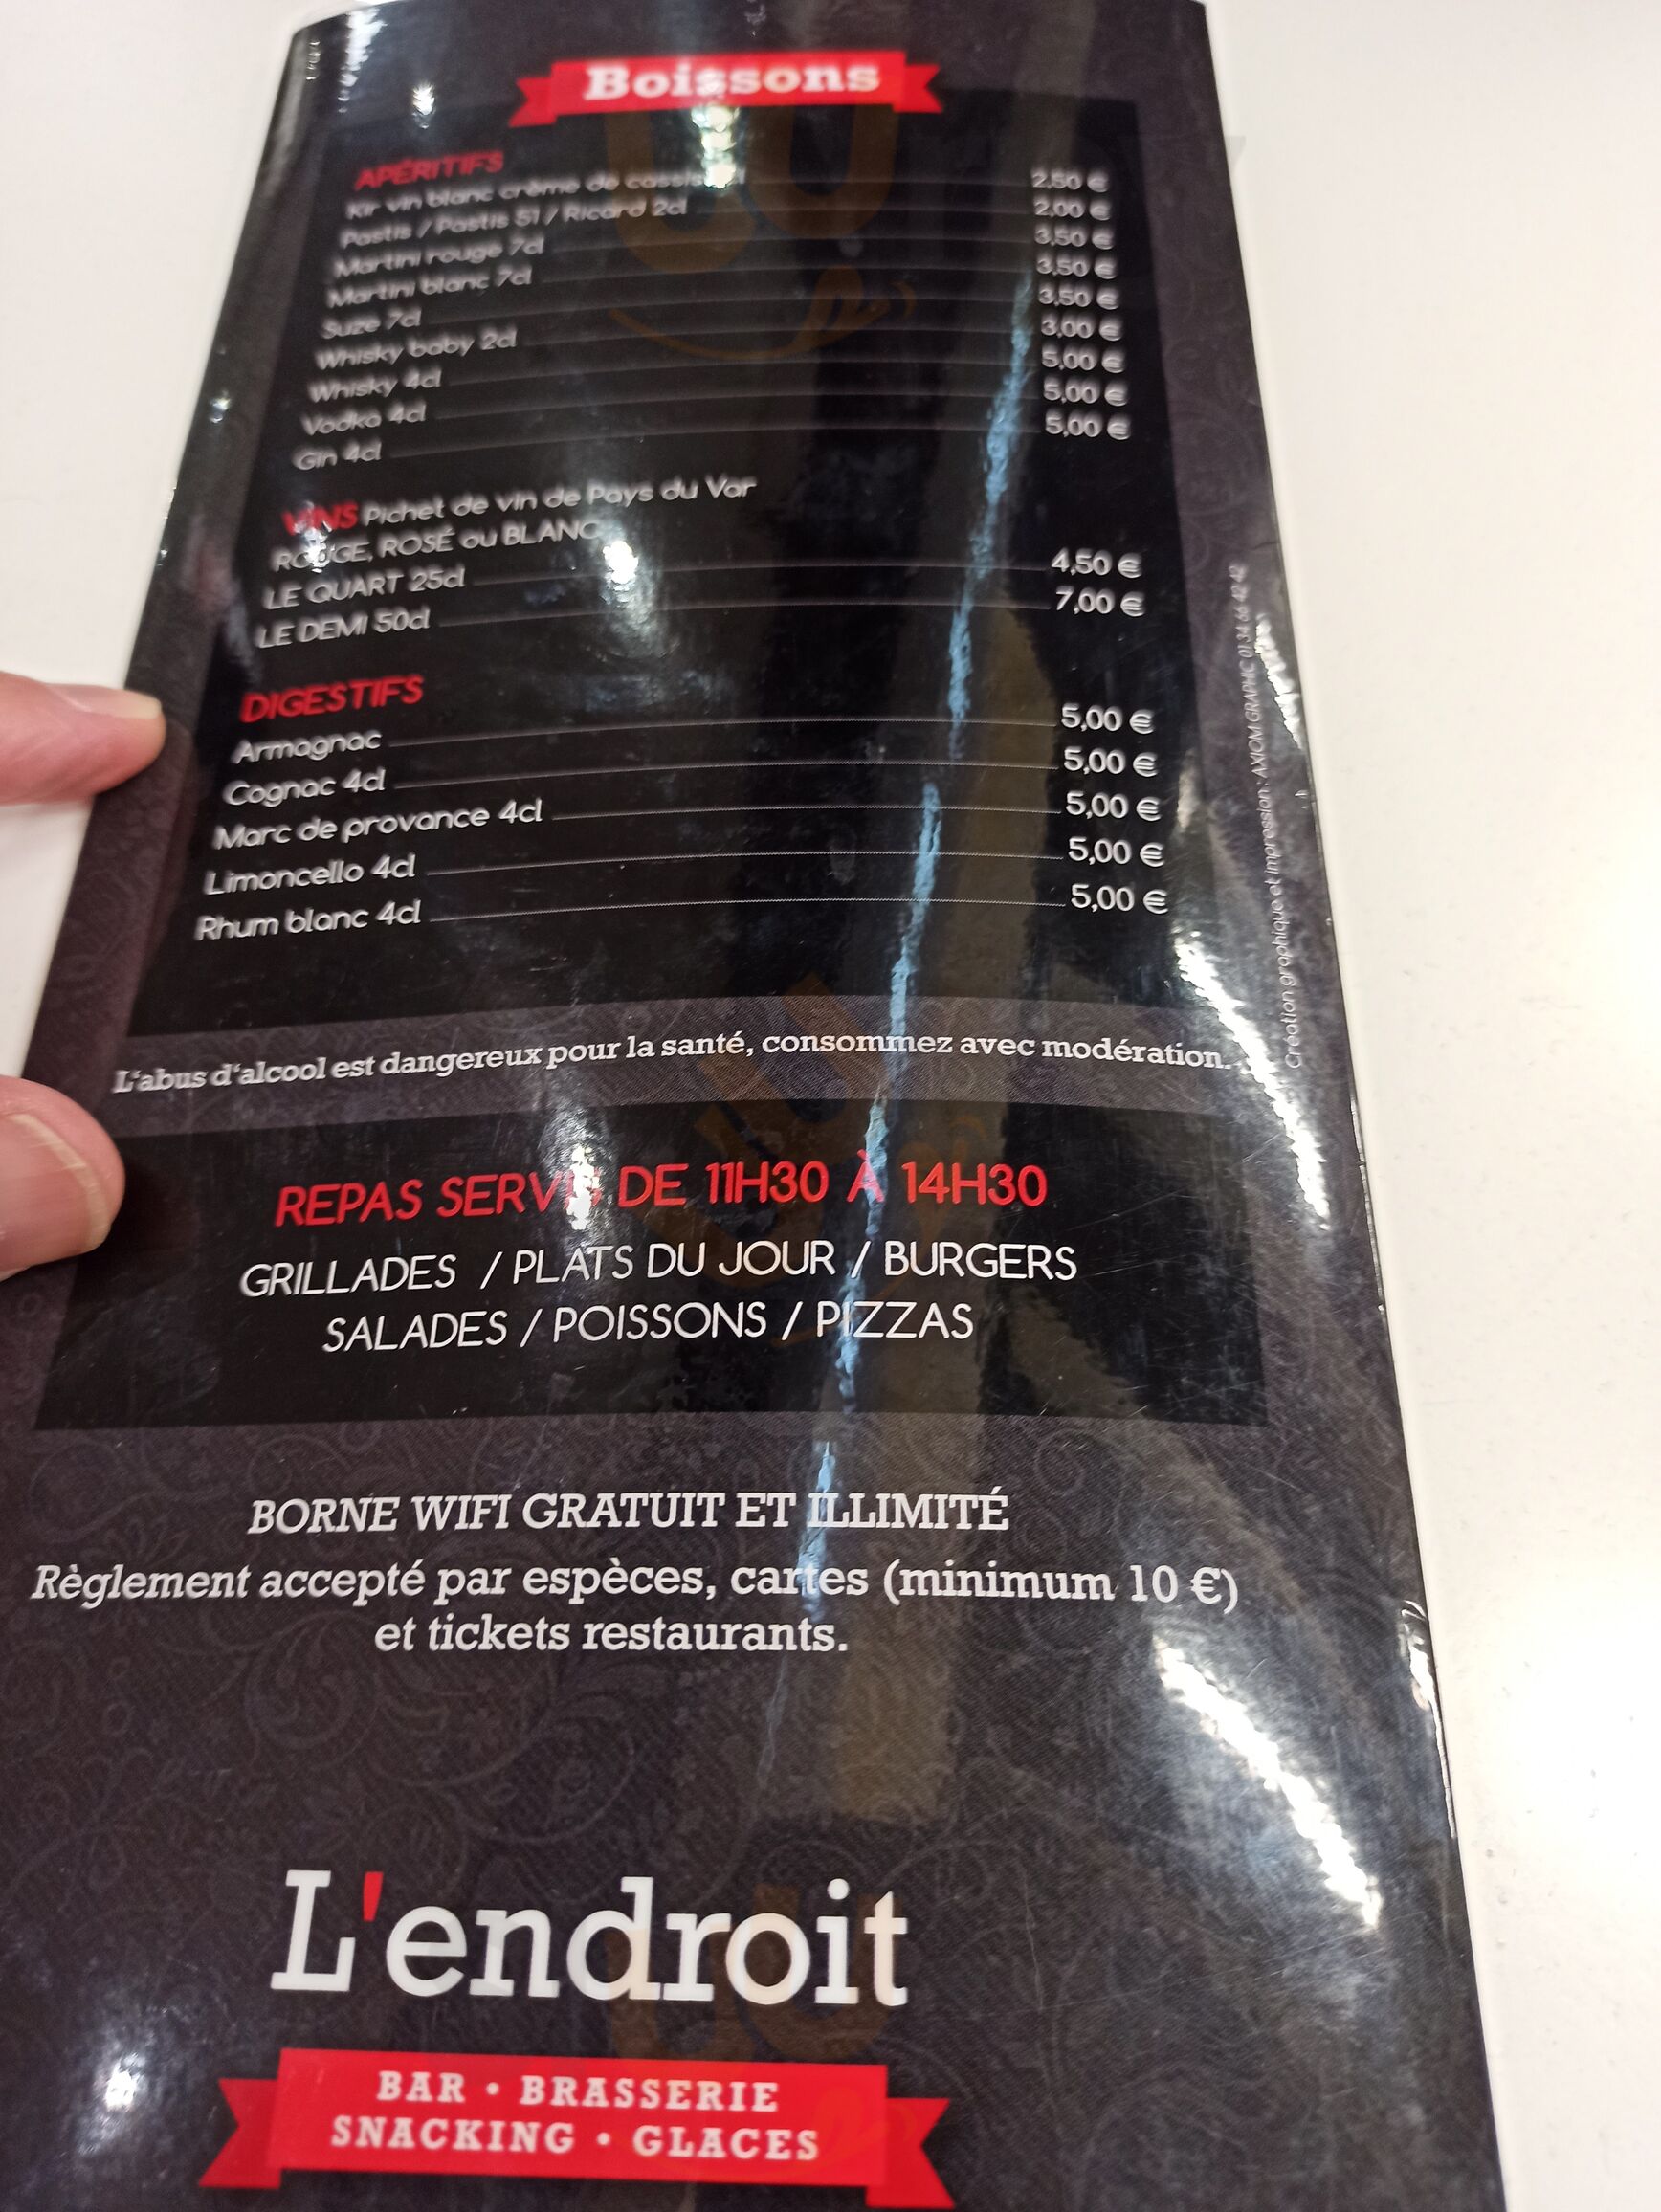 Boissons
APÉRITIFS
Kir vin blanc crème de cassis 2,50 €
Pastis / Pastis 51 / Ricard 2cl 2,00 €
Martini rouge 7cl 3,50 €
Martini blanc 7cl 3,50 €
Suze 7cl 3,50 €
Whisky baby 2cl 3,00 €
Whisky 4cl 5,00 €
Vodka 4cl 5,00 €
Gin 4cl 5,00 €
VINS Pichet de vin de Pays du Var
ROUGE, ROSÉ ou BLANC
LE QUART 25cl 4,50 €
LE DEMI 50cl 7,00 €
DIGESTIFS
Armagnac 5,00 €
Cognac 4cl 5,00 €
Marc de provance 4cl 5,00 €
Limoncello 4cl 5,00 €
Rhum blanc 4cl 5,00 €
L'abus d'alcool est dangereux pour la santé, consommez avec modération.
Création graphique et impression : AXIOM GRAPHIC 01 34 66 42 42
REPAS SERVIS DE 11H30 À 14H30
GRILLADES / PLATS DU JOUR / BURGERS
SALADES / POISSONS / PIZZAS
BORNE WIFI GRATUIT ET ILLIMITÉ
Règlement accepté par espèces, cartes (minimum 10 €)
et tickets restaurants.
L'endroit
BAR • BRASSERIE
SNACKING • GLACES